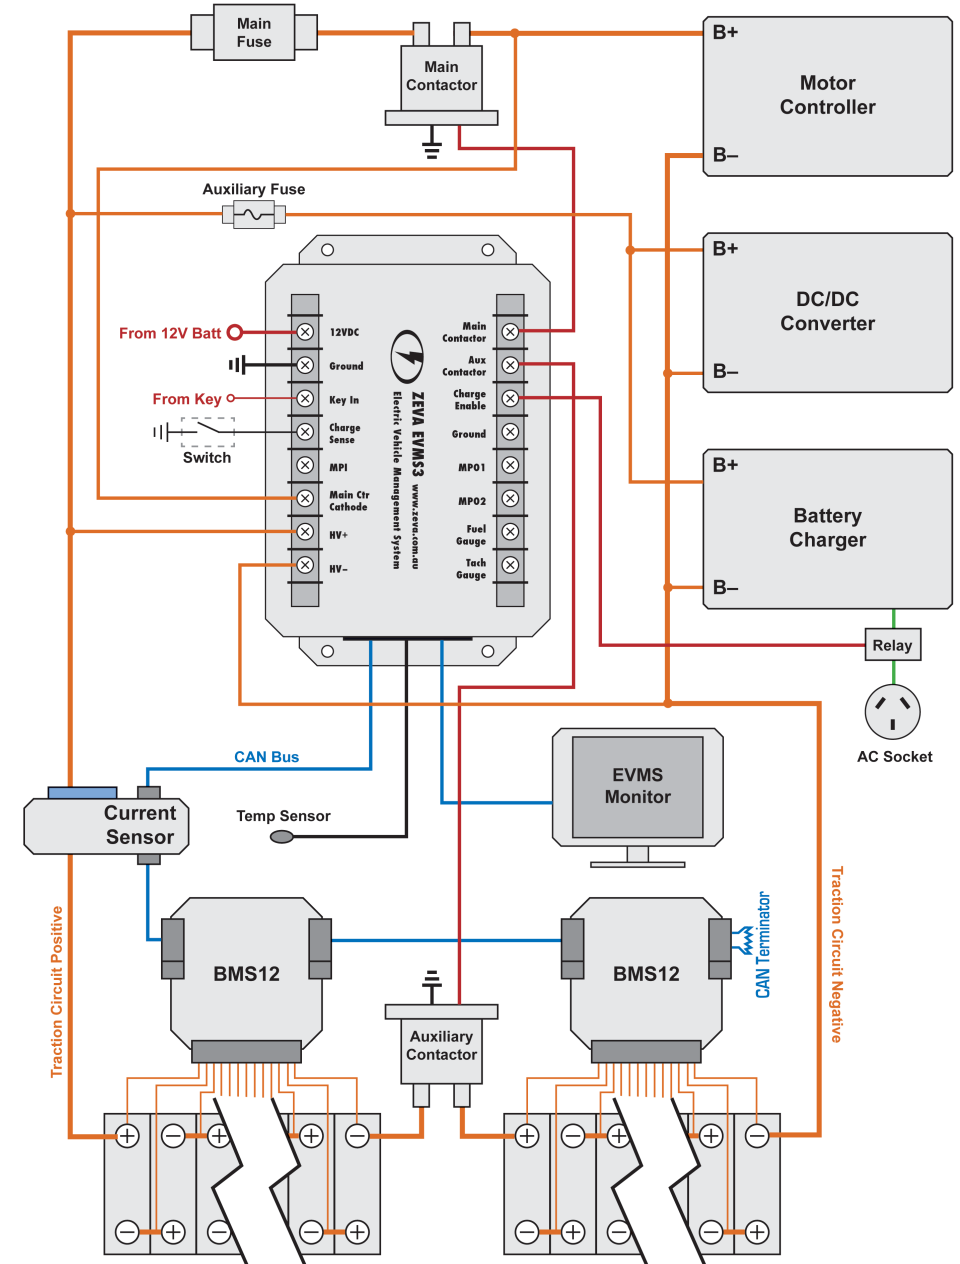 Main
Fuse
Main
Contactor
B+
Motor
Controller
B–
Auxiliary Fuse
B+
DC/DC
Converter
B–
From 12V Batt
12VDC
Ground
From Key
Key In
Charge
Sense
Switch
MPI
Main Ctr
Cathode
HV+
HV–
ZEVA EVMS3 www.zeva.com.au
Electric Vehicle Management System
Main
Contactor
Aux
Contactor
Charge
Enable
Ground
MPO1
MPO2
Fuel
Gauge
Tach
Gauge
B+
Battery
Charger
B–
Relay
AC Socket
CAN Bus
EVMS
Monitor
Current
Sensor
Temp Sensor
Traction Circuit Positive
BMS12
BMS12
CAN Terminator
Traction Circuit Negative
Auxiliary
Contactor
+ – + + – + – + + –
– + – – + – + – – +